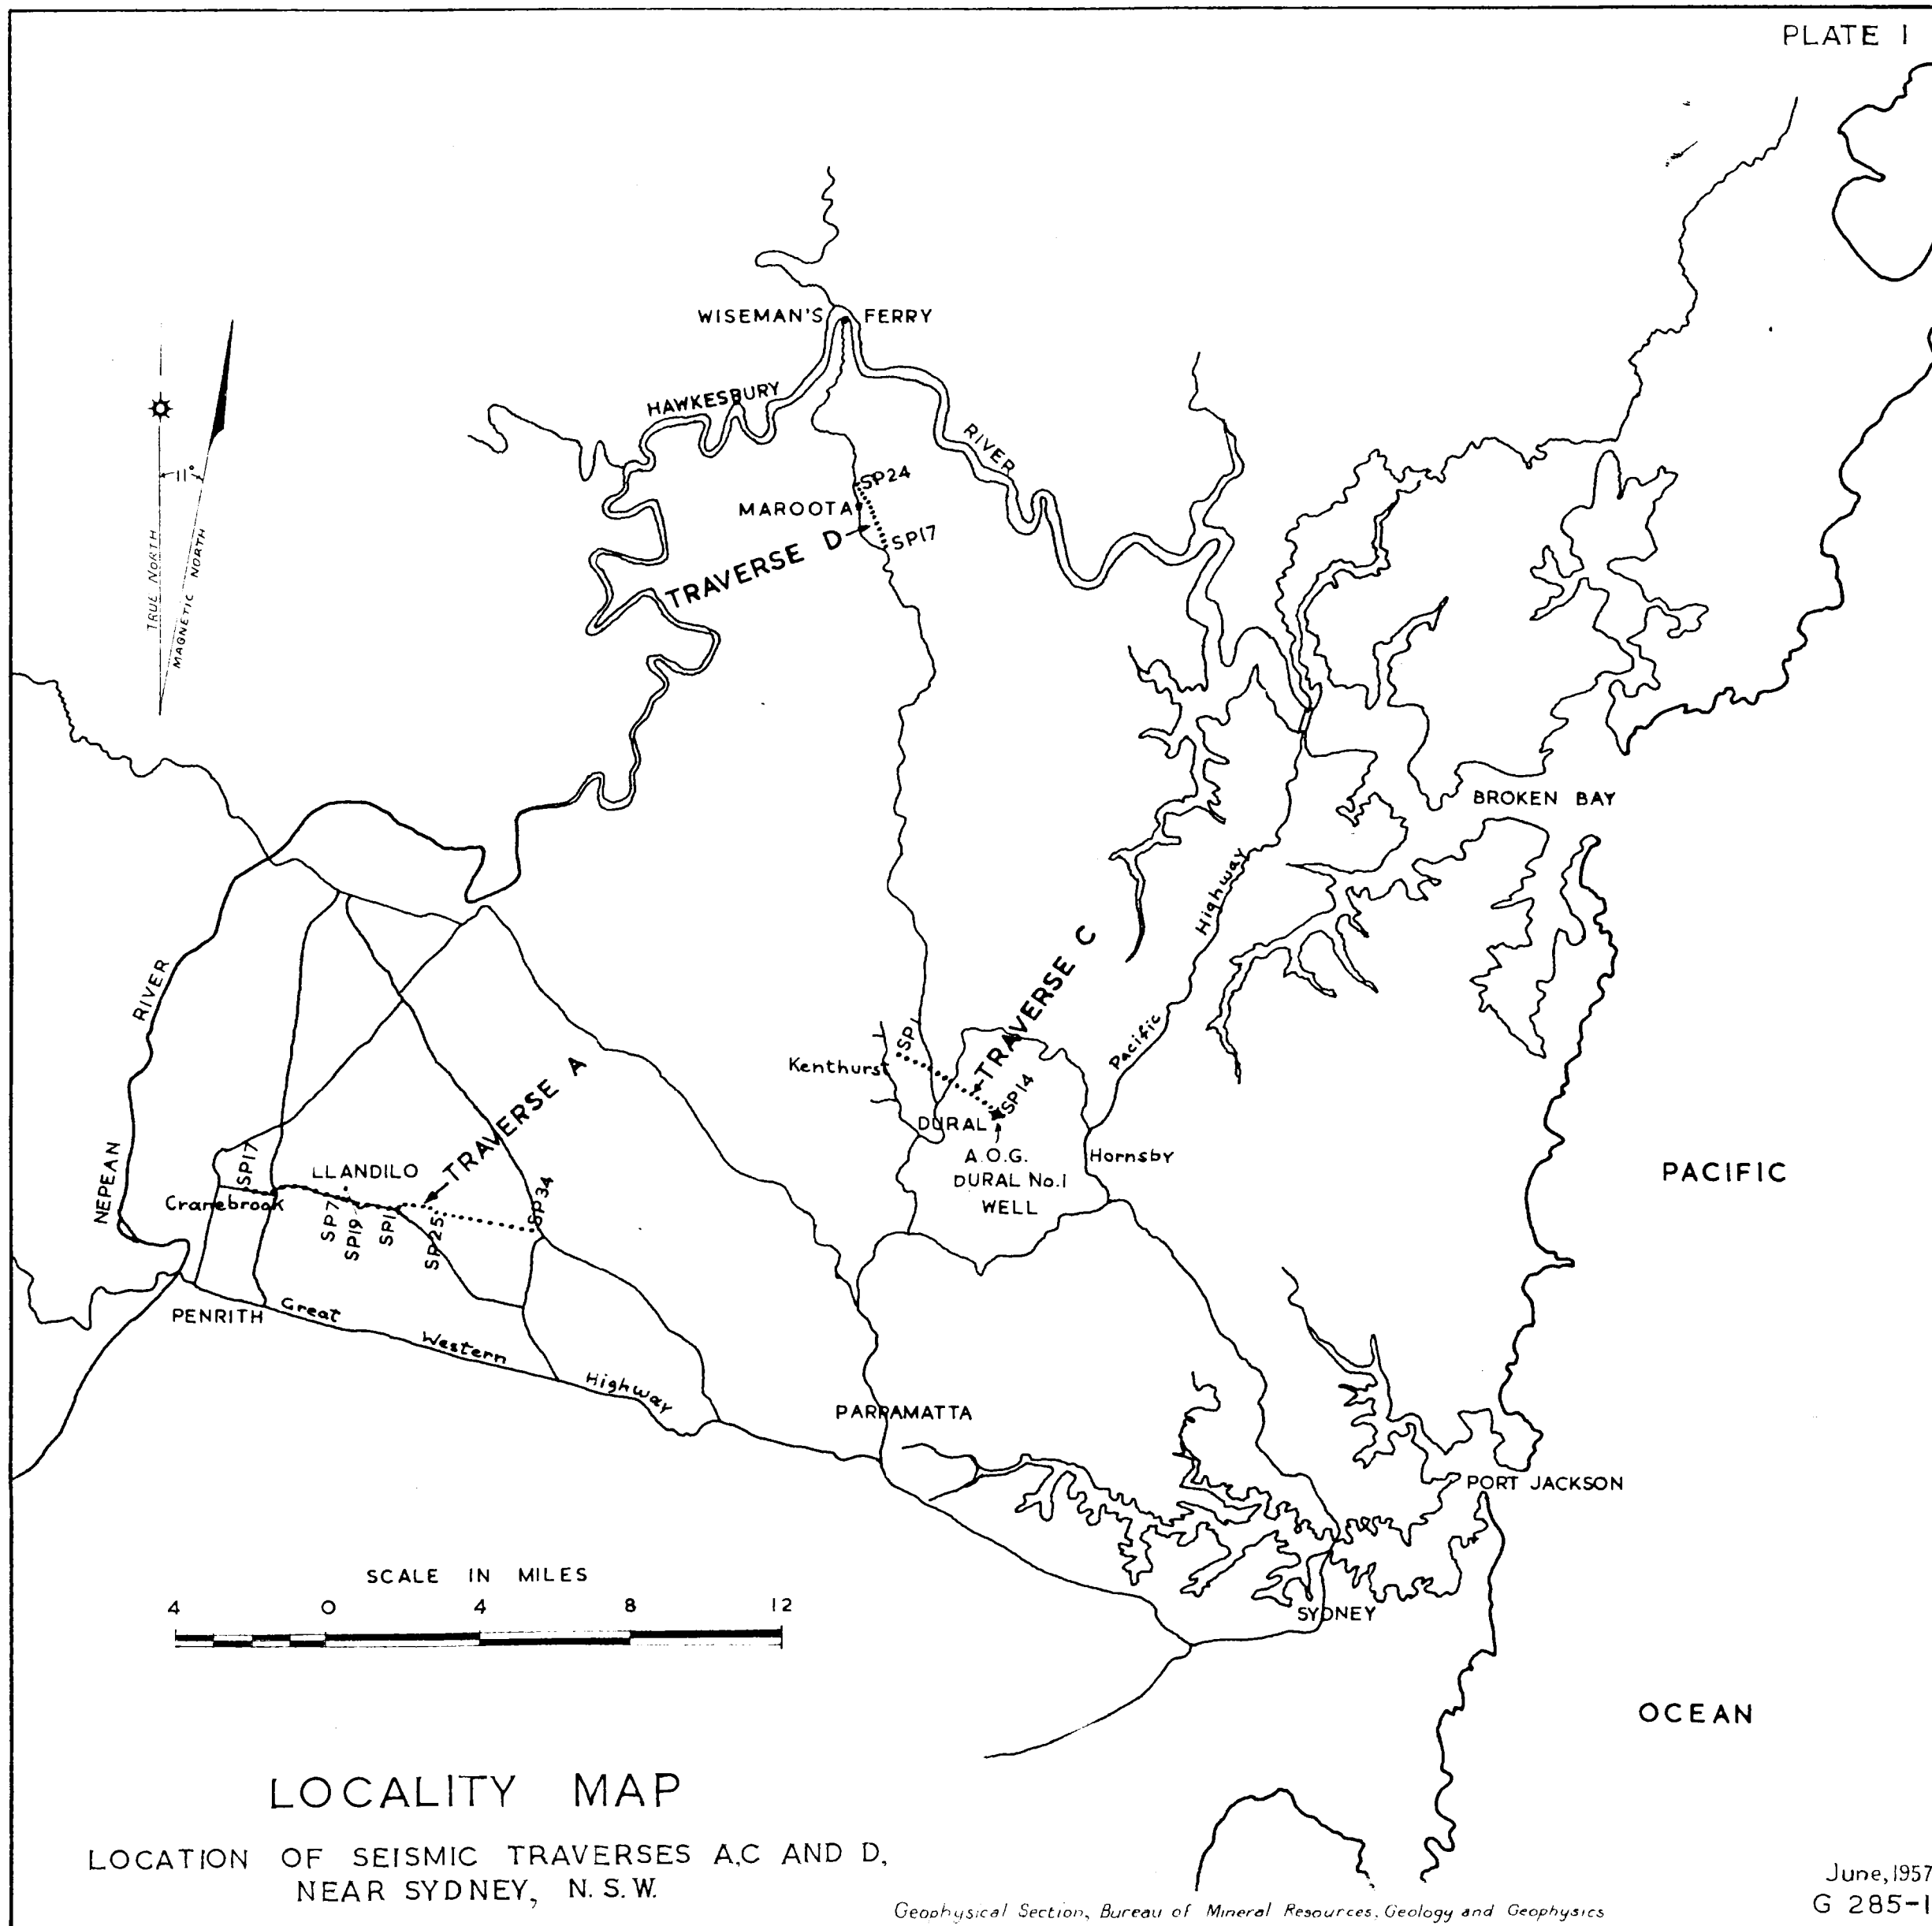 PLATE 1
WISEMAN'S FERRY
HAWKESBURY
RIVER
11°
TRUE NORTH
MAGNETIC NORTH
SP24
MAROOTA
SP17
TRAVERSE D
BROKEN BAY
Highway
Pacific
TRAVERSE C
SP1
Kenthurst
SP14
DURAL
A.O.G.
DURAL No.1
WELL
Hornsby
RIVER
NEPEAN
TRAVERSE A
SP17
LLANDILO
Cranebrook
SP7
SP19
SP1
SP25
SP34
PENRITH
Great
Western
Highway
PARRAMATTA
PACIFIC
PORT JACKSON
SYDNEY
OCEAN
SCALE IN MILES
4 0 4 8 12
LOCALITY MAP
LOCATION OF SEISMIC TRAVERSES A,C AND D,
NEAR SYDNEY, N.S.W.
Geophysical Section, Bureau of Mineral Resources, Geology and Geophysics
June, 1957
G 285-1